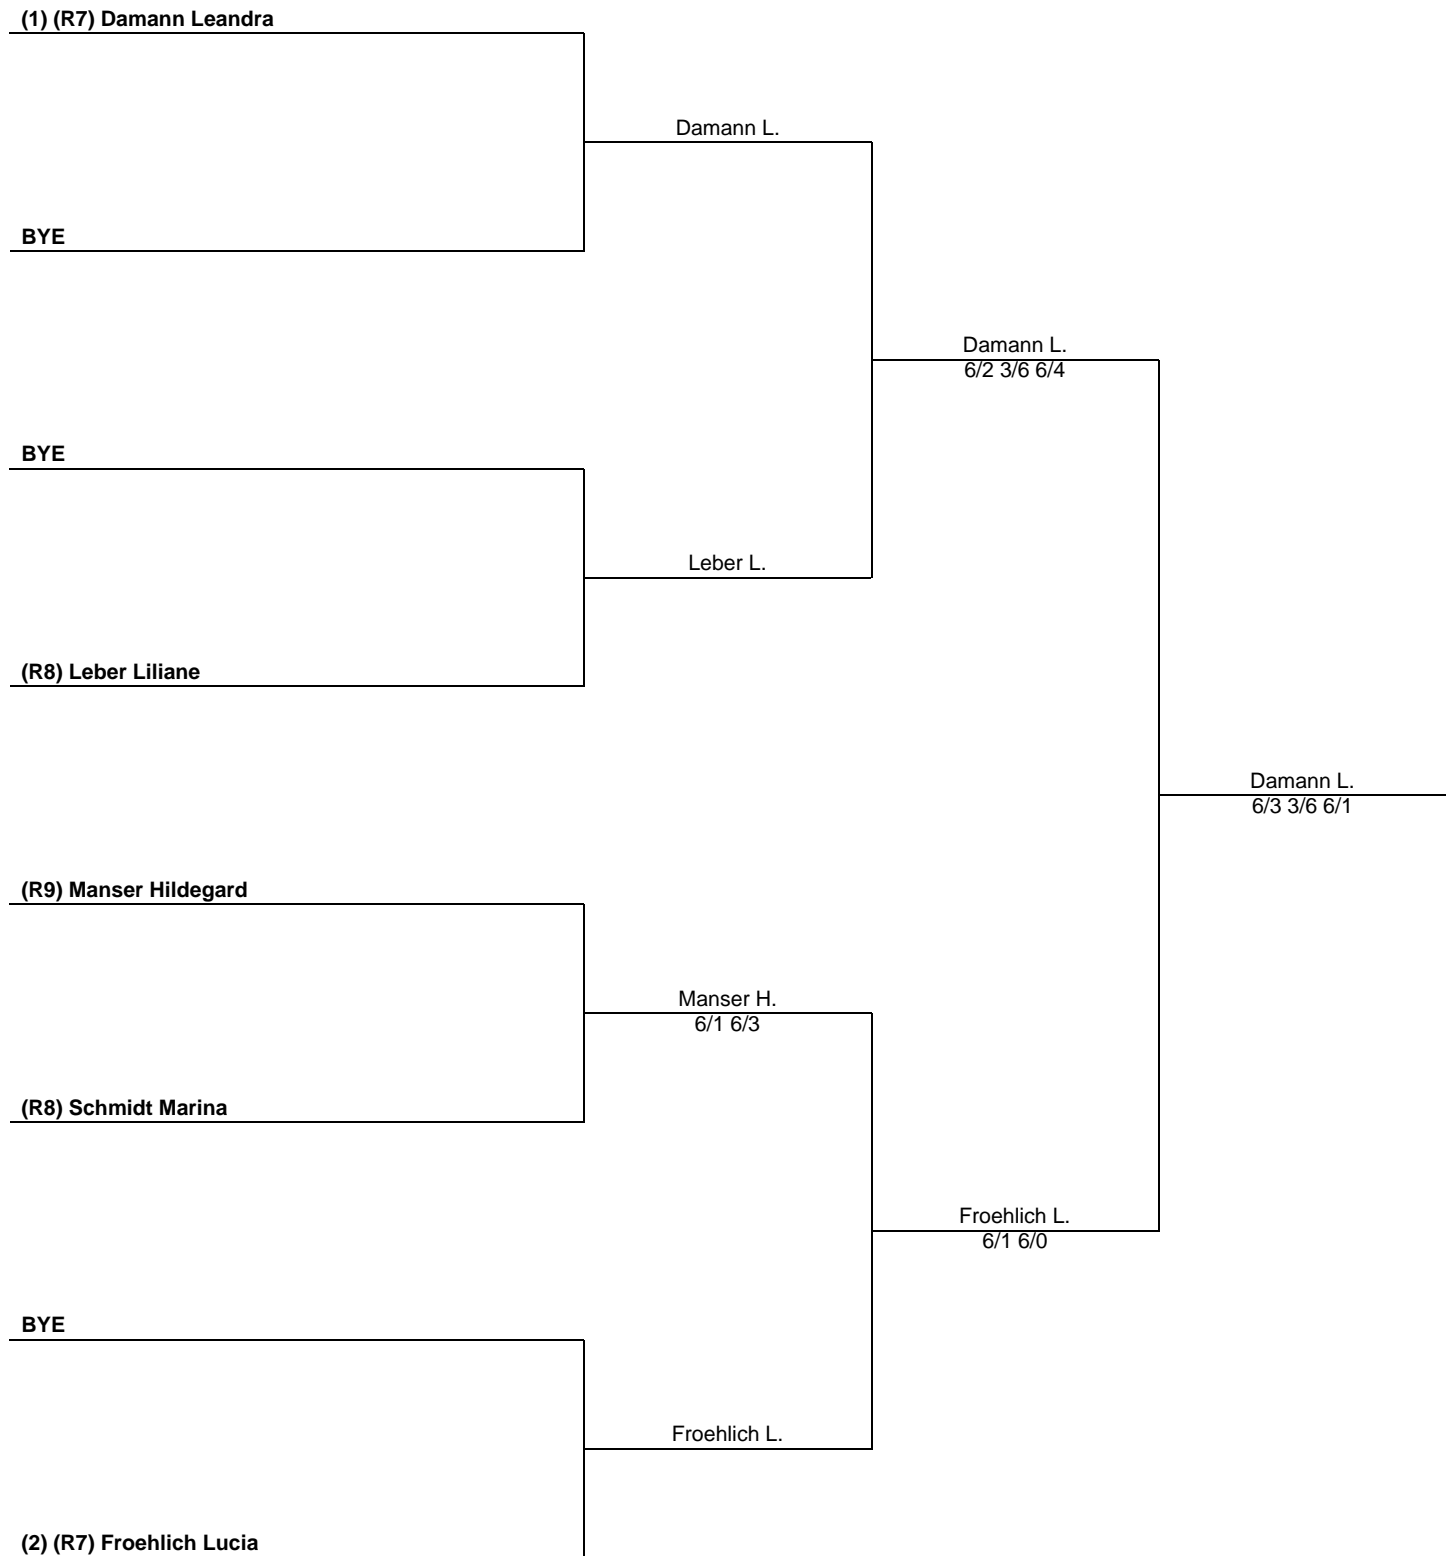 (1) (R7) Damann Leandra
Damann L.
BYE
Damann L.
6/2 3/6 6/4
BYE
Leber L.
(R8) Leber Liliane
Damann L.
6/3 3/6 6/1
(R9) Manser Hildegard
Manser H.
6/1 6/3
(R8) Schmidt Marina
Froehlich L.
6/1 6/0
BYE
Froehlich L.
(2) (R7) Froehlich Lucia